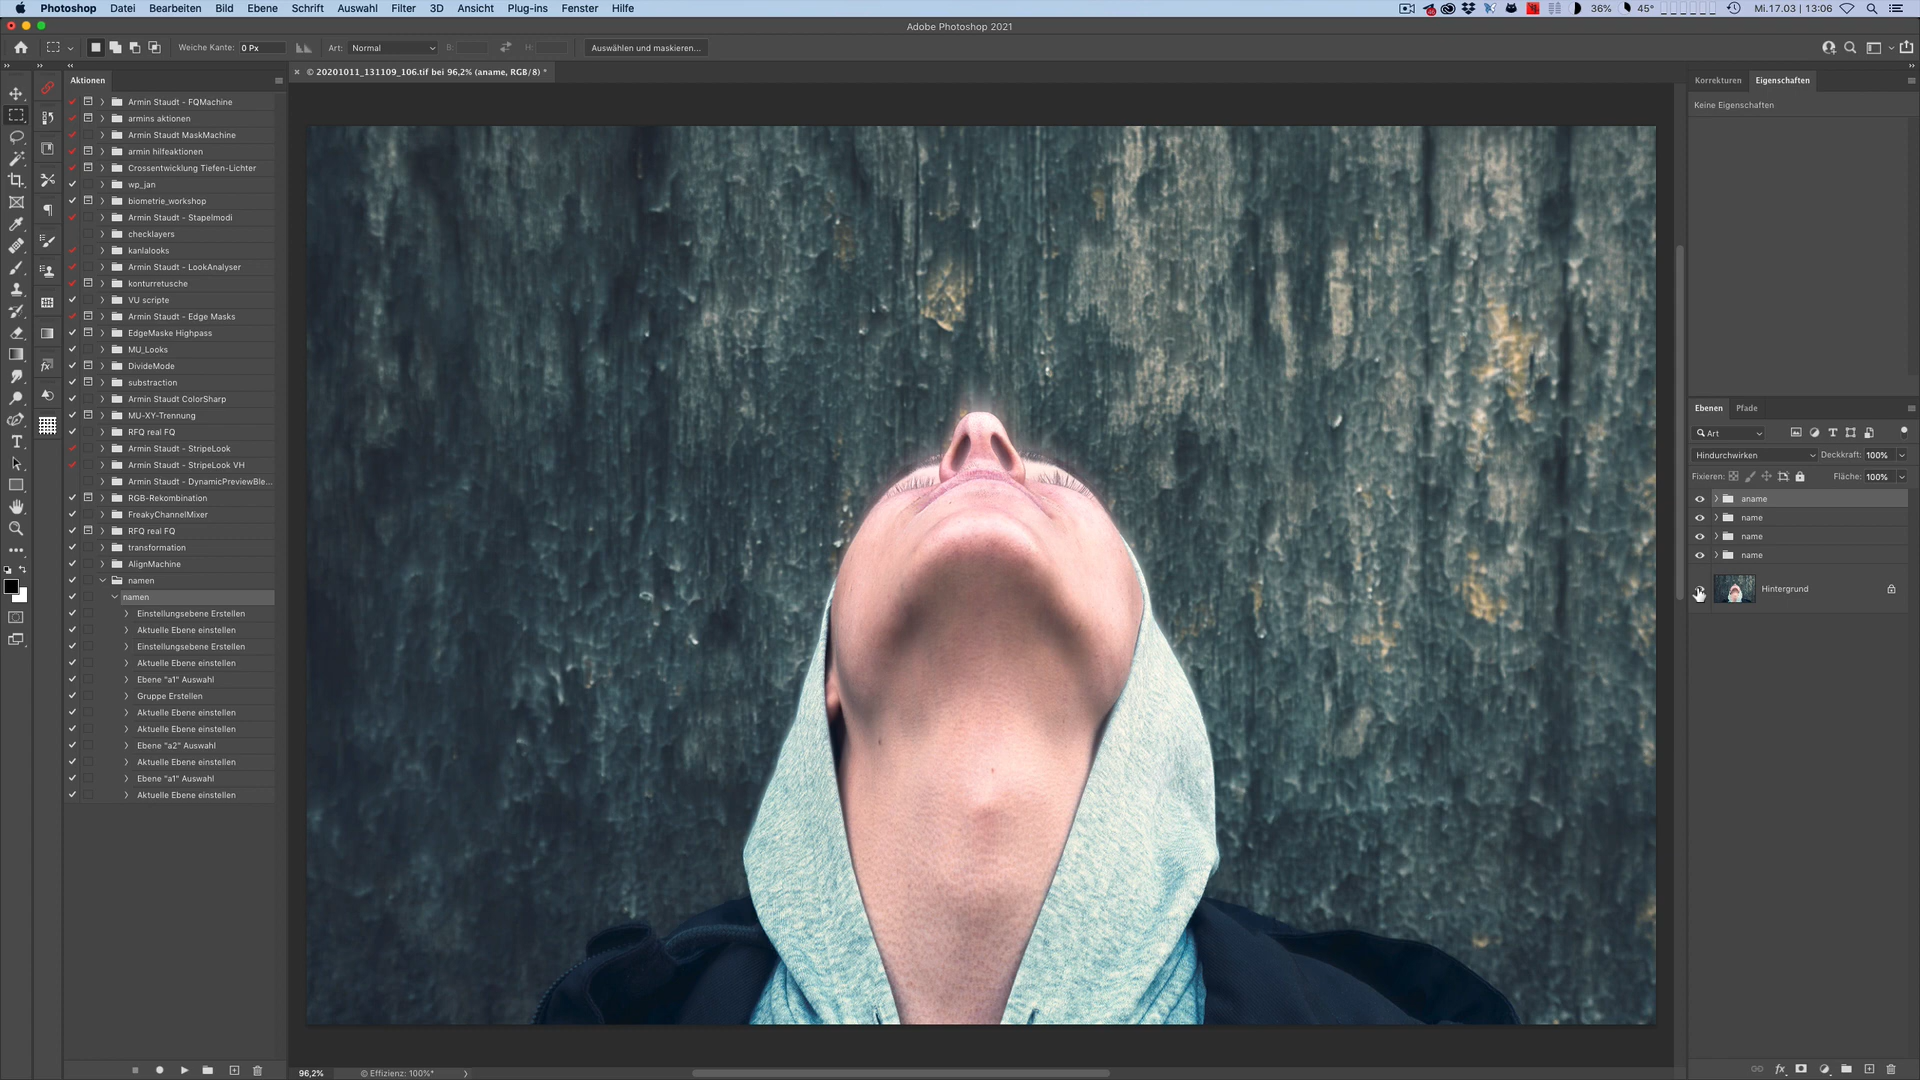 Photoshop Datei Bearbeiten Bild Ebene Schrift Auswahl Filter 3D Ansicht Plug-ins Fenster Hilfe 36% 45° Mi.17.03 | 13:06
Adobe Photoshop 2021
Weiche Kante: 0 Px Art: Normal B: H: Auswählen und maskieren...
Aktionen
© 20201011_131109_106.tif bei 96,2% (aname, RGB/8) *
Korrekturen Eigenschaften
Keine Eigenschaften
Armin Staudt - FQMachine
armins aktionen
Armin Staudt MaskMachine
armin hilfeaktionen
Crossentwicklung Tiefen-Lichter
wp_jan
biometrie_workshop
Armin Staudt - Stapelmodi
checklayers
kanlalooks
Armin Staudt - LookAnalyser
konturretusche
VU scripte
Armin Staudt - Edge Masks
EdgeMaske Highpass
MU_Looks
DivideMode
substraction
Armin Staudt ColorSharp
MU-XY-Trennung
RFQ real FQ
Armin Staudt - StripeLook
Armin Staudt - StripeLook VH
Armin Staudt - DynamicPreviewBle...
RGB-Rekombination
FreakyChannelMixer
RFQ real FQ
transformation
AlignMachine
namen
namen
Einstellungsebene Erstellen
Aktuelle Ebene einstellen
Einstellungsebene Erstellen
Aktuelle Ebene einstellen
Ebene "a1" Auswahl
Gruppe Erstellen
Aktuelle Ebene einstellen
Aktuelle Ebene einstellen
Ebene "a2" Auswahl
Aktuelle Ebene einstellen
Ebene "a1" Auswahl
Aktuelle Ebene einstellen
Ebenen Pfade
Art
Hindurchwirken Deckkraft: 100%
Fixieren: Fläche: 100%
aname
name
name
name
Hintergrund
96,2% © Effizienz: 100%*